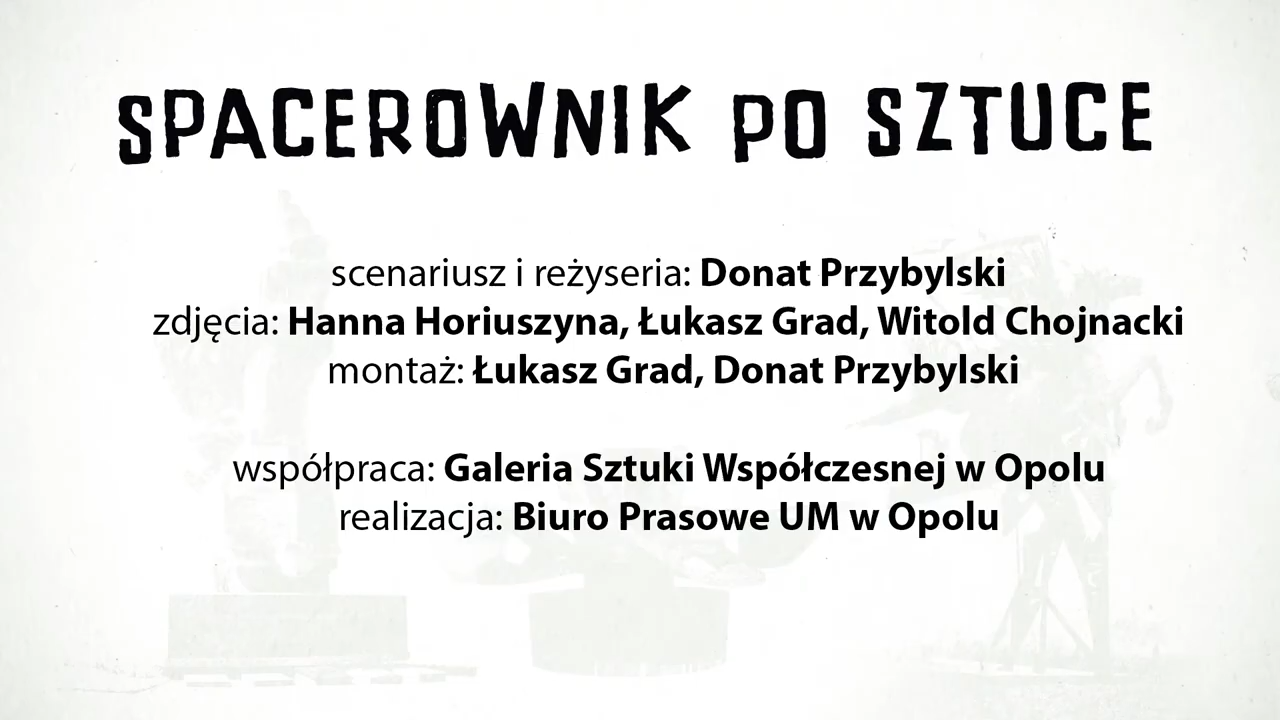 SPACEROWNIK PO SZTUCE
scenariusz i reżyseria: Donat Przybylski
zdjęcia: Hanna Horiuszyna, Łukasz Grad, Witold Chojnacki
montaż: Łukasz Grad, Donat Przybylski
współpraca: Galeria Sztuki Współczesnej w Opolu
realizacja: Biuro Prasowe UM w Opolu